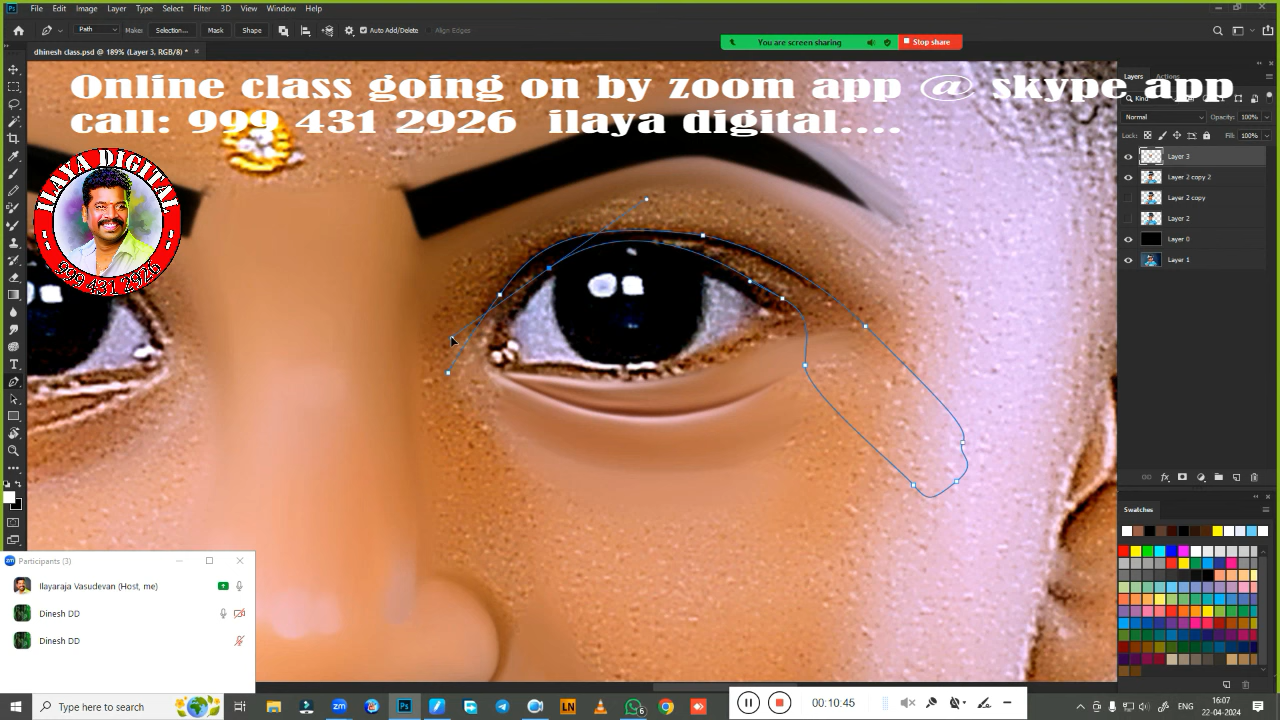 File Edit Image Layer Type Select Filter 3D View Window Help
Path Makes Selection... Mask Shape Auto Add/Delete Align Edges
dhinesh class.psd @ 189% (Layer 3, RGB/8) *
You are screen sharing Stop share
Online class going on by zoom app @ skype app
call: 999 431 2926 ilaya digital....
ILAYA DIGITAL
999 431 2926
Layers Actions
Kind
Normal Opacity: 100%
Lock: Fill: 100%
Layer 3
Layer 2 copy 2
Layer 2 copy
Layer 2
Layer 0
Layer 1
Swatches
Participants (3)
Ilayaraja Vasudevan (Host, me)
Dinesh DD
Dinesh DD
Type here to search
00:10:45
ENG
16:07
22-04-2024